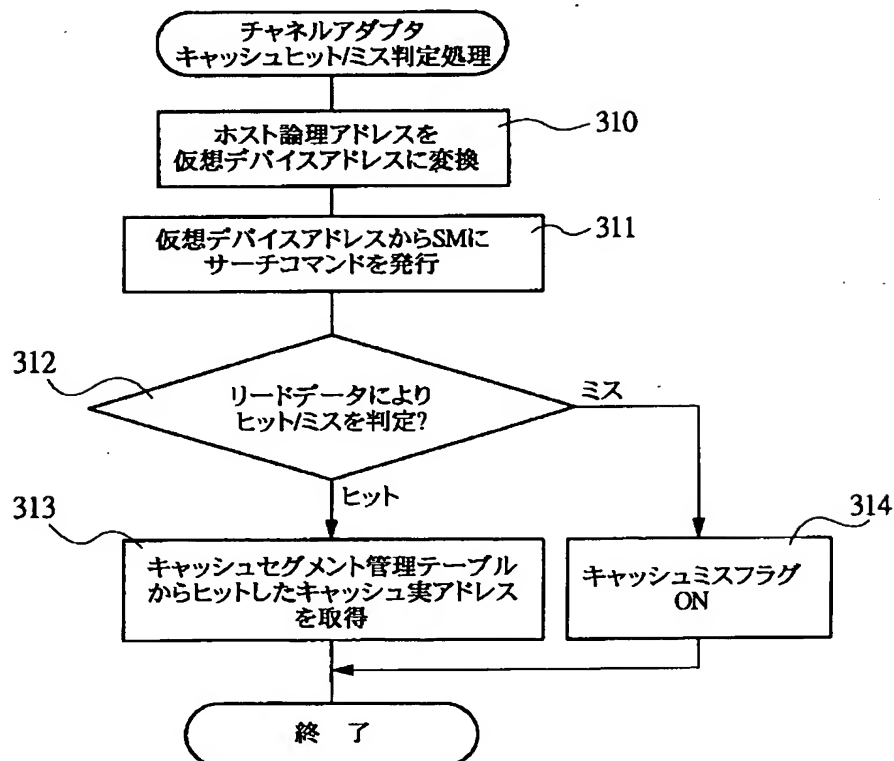 チャネルアダプタ
キャッシュヒット/ミス判定処理
310
ホスト論理アドレスを
仮想デバイスアドレスに変換
311
仮想デバイスアドレスからSMに
サーチコマンドを発行
312
リードデータにより
ヒット/ミスを判定?
ミス
ヒット
313
キャッシュセグメント管理テーブル
からヒットしたキャッシュ実アドレス
を取得
314
キャッシュミスフラグ
ON
終 了